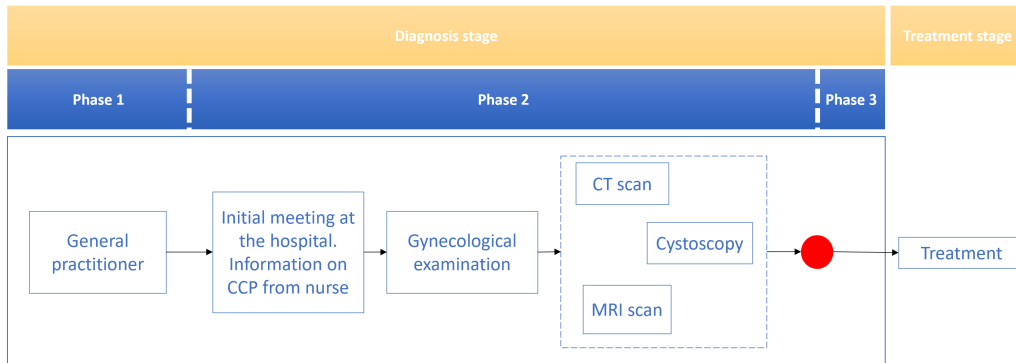 Diagnosis stage
Treatment stage
Phase 1
Phase 2
Phase 3
General
practitioner
Initial meeting at
the hospital.
Information on
CCP from nurse
Gynecological
examination
CT scan
Cystoscopy
MRI scan
Treatment